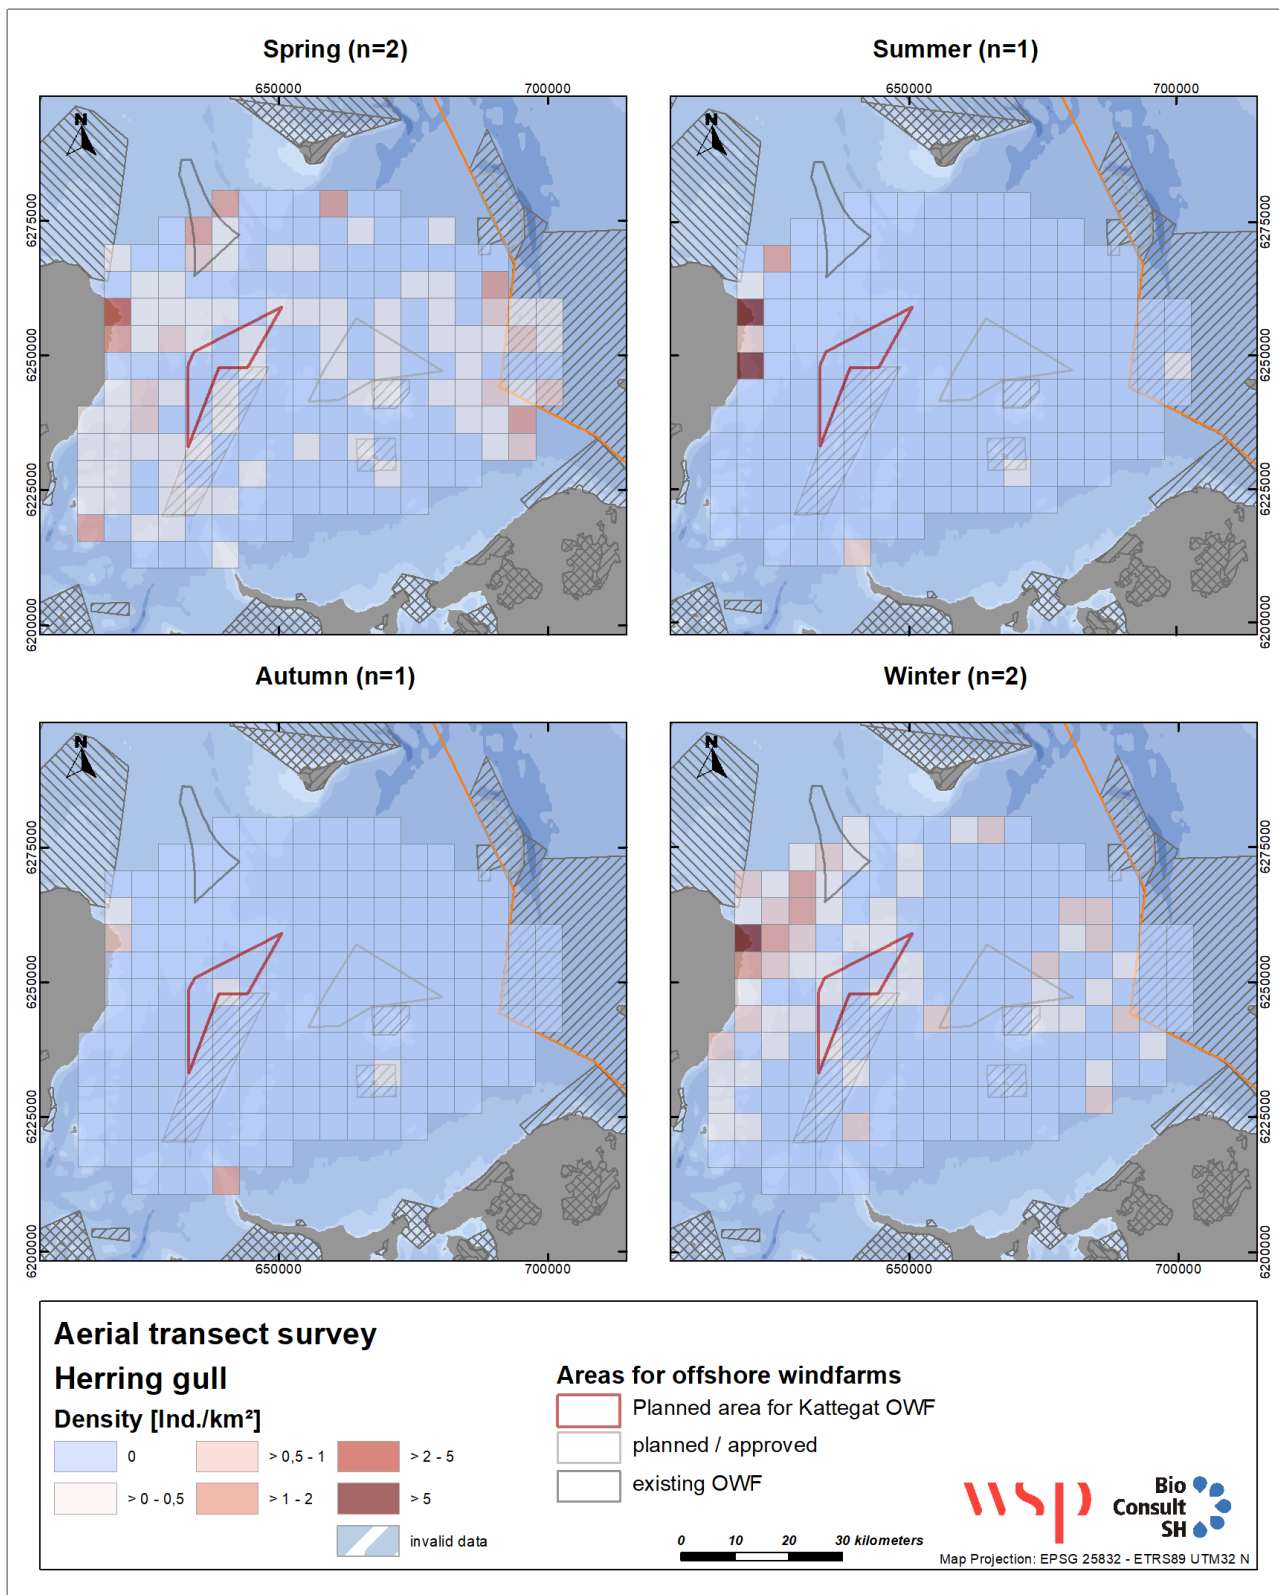 Spring (n=2)
Summer (n=1)
650000
700000
650000
700000
N
N
6275000
6275000
6250000
6250000
6225000
6225000
6200000
6200000
Autumn (n=1)
Winter (n=2)
N
N
6275000
6275000
6250000
6250000
6225000
6225000
6200000
6200000
650000
700000
650000
700000
Aerial transect survey
Herring gull
Density [Ind./km²]
0
> 0,5 - 1
> 2 - 5
> 0 - 0,5
> 1 - 2
> 5
invalid data
Areas for offshore windfarms
Planned area for Kattegat OWF
planned / approved
existing OWF
0 10 20 30 kilometers
wsp
Bio
Consult
SH
Map Projection: EPSG 25832 - ETRS89 UTM32 N